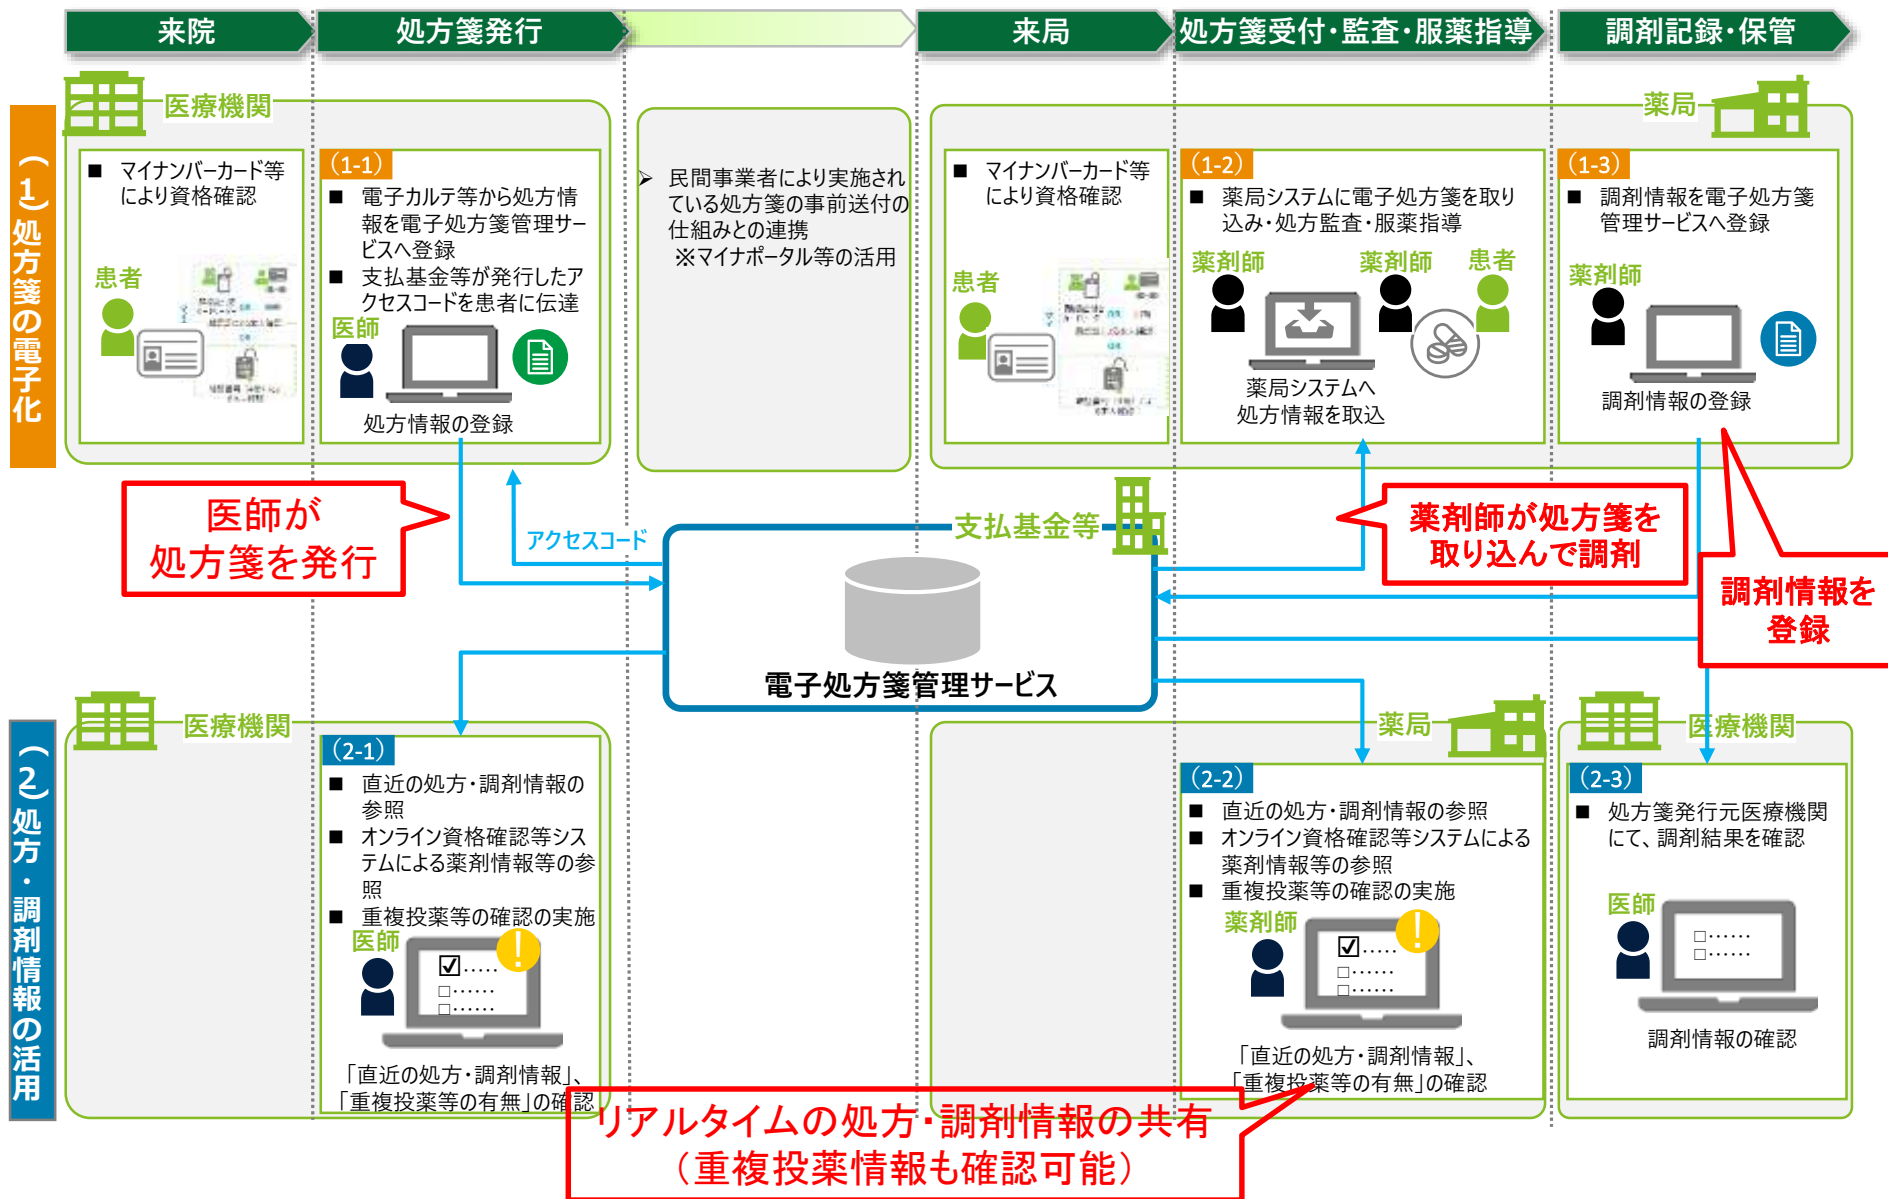 来院
処方箋発行
来局
処方箋受付・監査・服薬指導
調剤記録・保管
（1）処方箋の電子化
医療機関
■ マイナンバーカード等
により資格確認
患者
（1-1）
■ 電子カルテ等から処方情
報を電子処方箋管理サー
ビスへ登録
■ 支払基金等が発行したア
クセスコードを患者に伝達
医師
処方情報の登録
➢ 民間事業者により実施され
ている処方箋の事前送付の
仕組みとの連携
※マイナポータル等の活用
薬局
■ マイナンバーカード等
により資格確認
患者
（1-2）
■ 薬局システムに電子処方箋を取り
込み・処方監査・服薬指導
薬剤師
薬剤師
患者
薬局システムへ
処方情報を取込
（1-3）
■ 調剤情報を電子処方箋
管理サービスへ登録
薬剤師
調剤情報の登録
医師が
処方箋を発行
アクセスコード
支払基金等
電子処方箋管理サービス
薬剤師が処方箋を
取り込んで調剤
調剤情報を
登録
（2）処方・調剤情報の活用
医療機関
（2-1）
■ 直近の処方・調剤情報の
参照
■ オンライン資格確認等シス
テムによる薬剤情報等の参
照
■ 重複投薬等の確認の実施
医師
!
☑‥‥‥
□‥‥‥
□‥‥‥
「直近の処方・調剤情報」、
「重複投薬等の有無」の確認
薬局
（2-2）
■ 直近の処方・調剤情報の参照
■ オンライン資格確認等システムによる
薬剤情報等の参照
■ 重複投薬等の確認の実施
薬剤師
!
☑‥‥‥
□‥‥‥
□‥‥‥
「直近の処方・調剤情報」、
「重複投薬等の有無」の確認
医療機関
（2-3）
■ 処方箋発行元医療機関
にて、調剤結果を確認
医師
□‥‥‥
□‥‥‥
調剤情報の確認
リアルタイムの処方・調剤情報の共有
（重複投薬情報も確認可能）